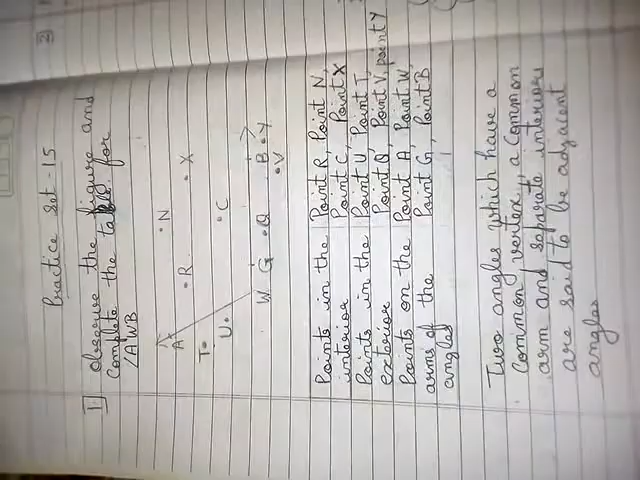 3
Practice Set - 15
1 observe the figure and
Complete the table for
∠AWB
A
R
N
X
T
U
C
W
G
Q
B
Y
V
Points in the interior
Point R, Point N,
Point C, Point X
Points in the exterior
Point U, Point T,
Point Q, Point V, point Y
Points on the arms of the angles
Point A, Point W,
Point G, Point B
Two angles which have a
Common vertex, a Common
arm and separate interiors
are said to be adjacent
angles